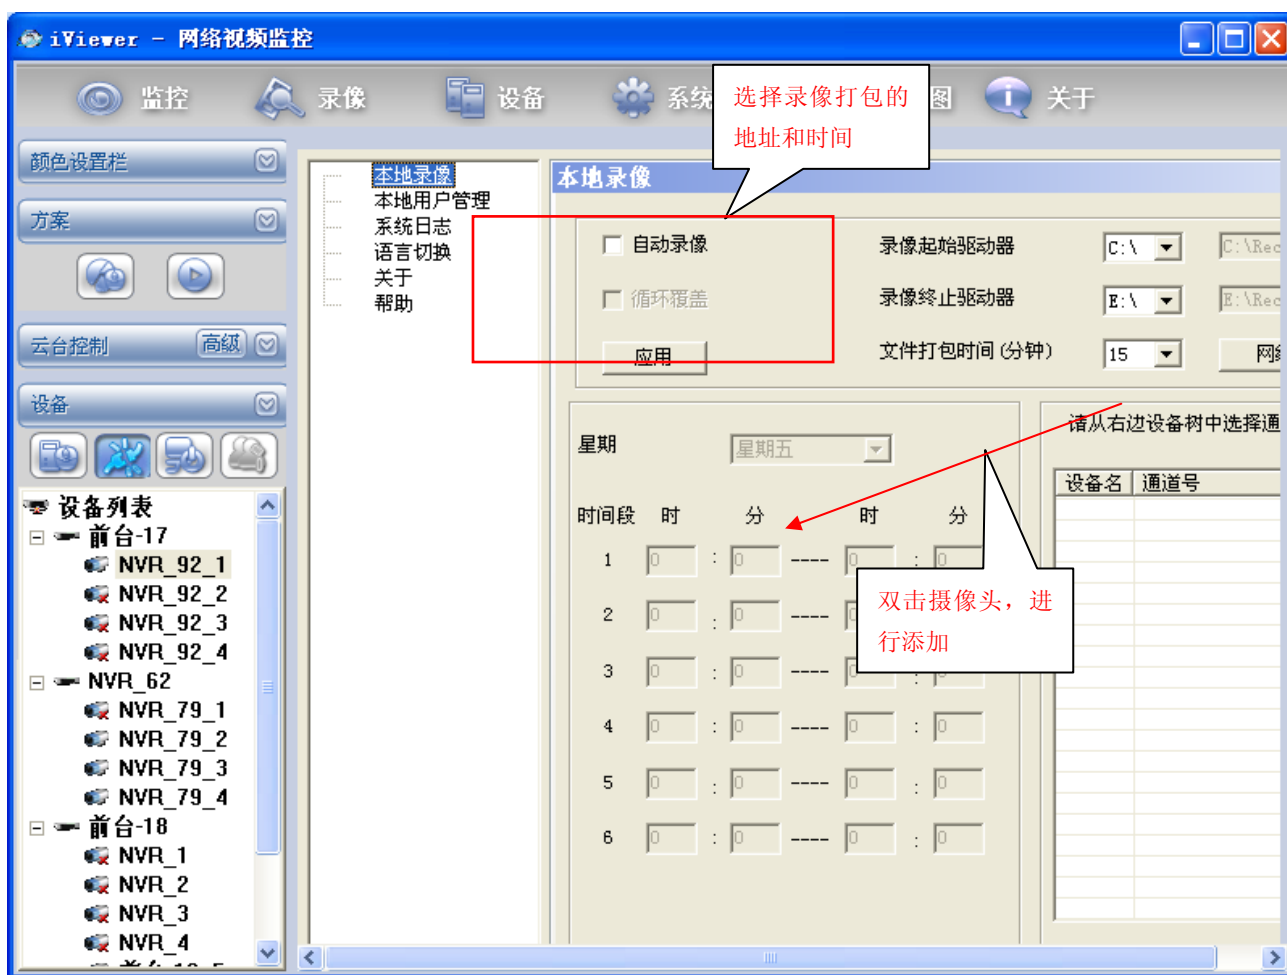 iViewer - 网络视频监控
监控
录像
设备
系统
图
关于
选择录像打包的
地址和时间
颜色设置栏
方案
云台控制
高级
设备
设备列表
前台-17
NVR_92_1
NVR_92_2
NVR_92_3
NVR_92_4
NVR_62
NVR_79_1
NVR_79_2
NVR_79_3
NVR_79_4
前台-18
NVR_1
NVR_2
NVR_3
NVR_4
本地录像
本地用户管理
系统日志
语言切换
关于
帮助
本地录像
自动录像
录像起始驱动器
C:\
C:\Rec
循环覆盖
录像终止驱动器
E:\
E:\Rec
应用
文件打包时间(分钟)
15
星期
星期五
请从右边设备树中选择通
设备名
通道号
时间段 时 分 时 分
1 0 : 0 ---- 0 : 0
2 0 : 0 ---- 0
3 0 : 0 ---- 0 : 0
4 0 : 0 ---- 0 : 0
5 0 : 0 ---- 0 : 0
6 0 : 0 ---- 0 : 0
双击摄像头，进
行添加